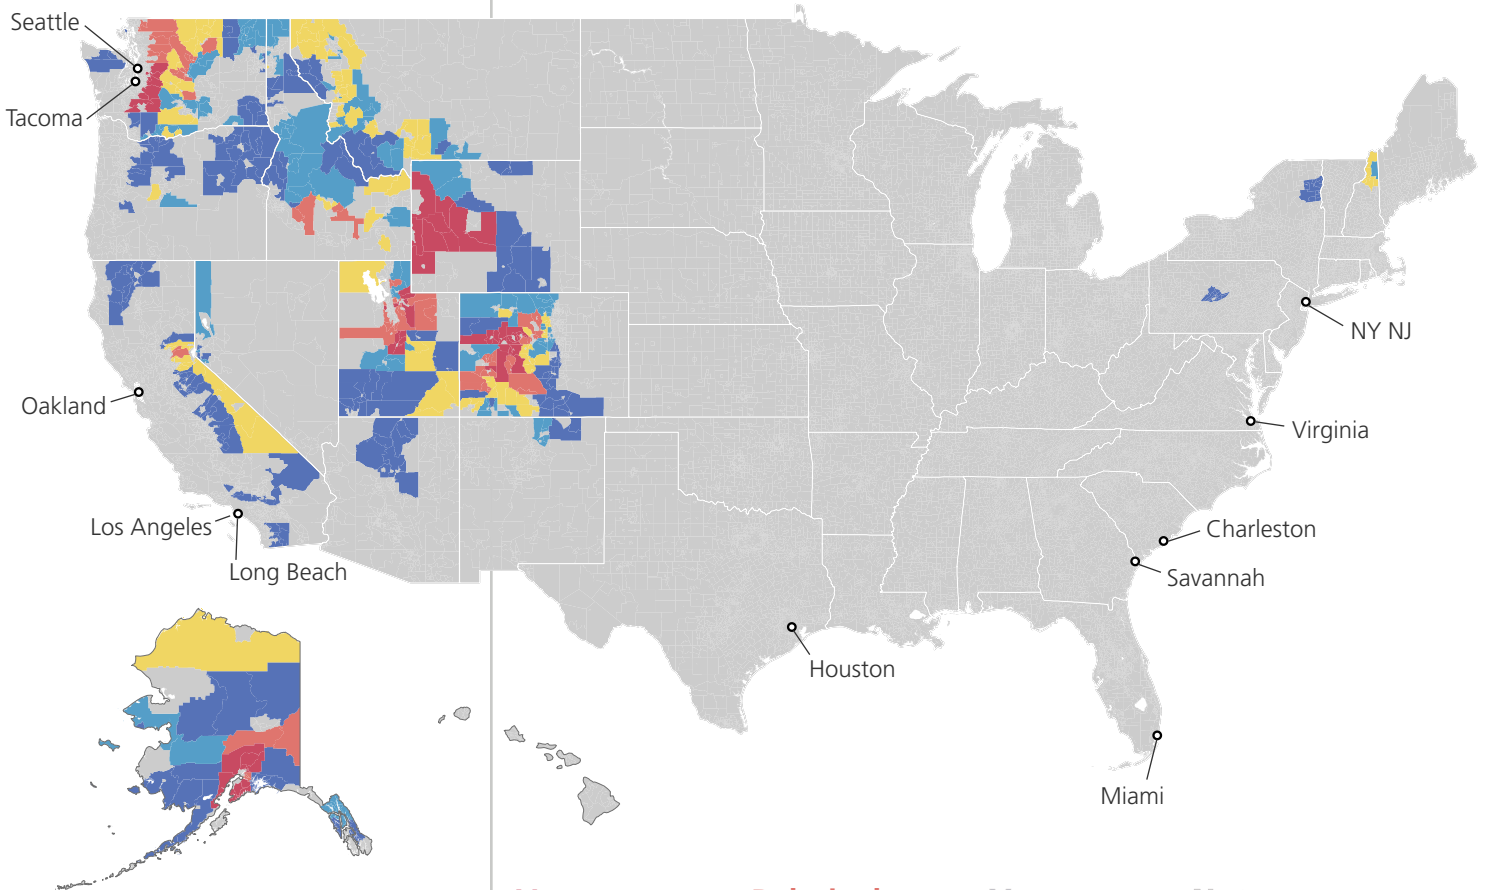 Seattle
Tacoma
NY NJ
Oakland
Virginia
Los Angeles
Charleston
Long Beach
Savannah
Houston
Miami